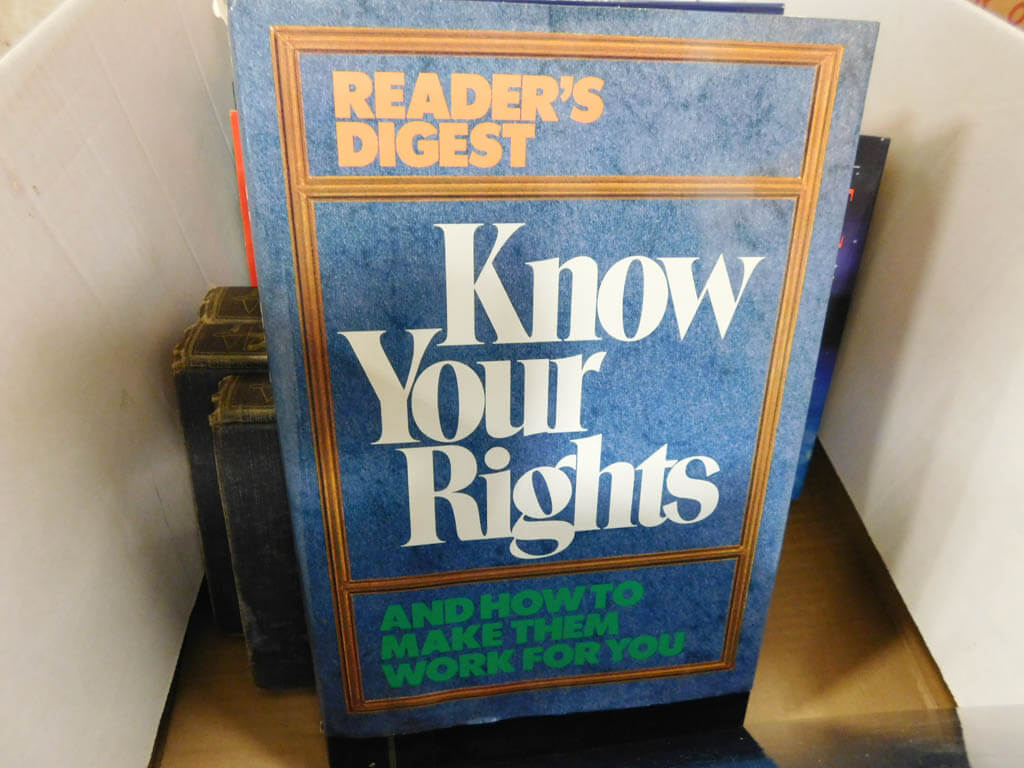 READER'S
DIGEST
Know
Your
Rights
AND HOW TO
MAKE THEM
WORK FOR YOU